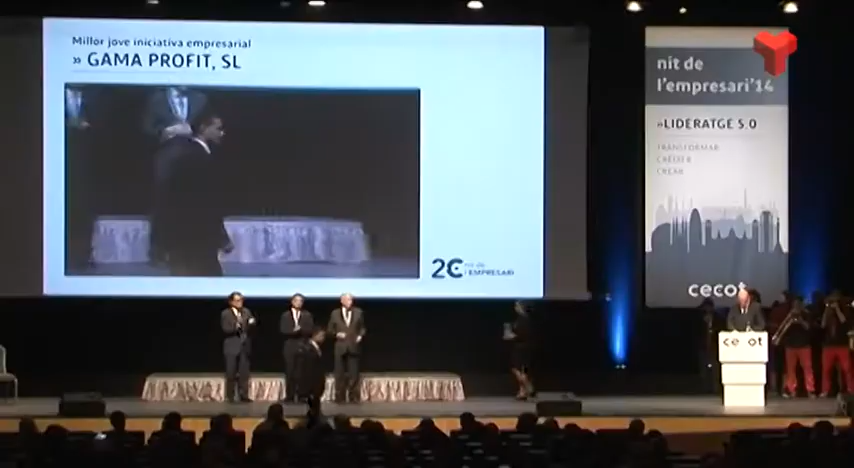 Millor jove iniciativa empresarial
» GAMA PROFIT, SL
20 nit de
l'EMPRESARI
nit de
l'empresari'14
»LIDERATGE 5.0
TRANSFORMAR
CRÉIXER
CREAR
cecot
cecot